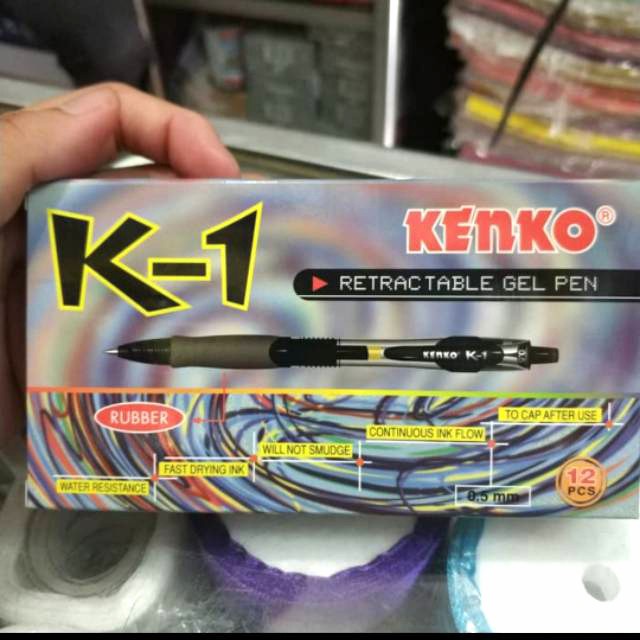 K-1
KENKO®
RETRACTABLE GEL PEN
KENKO K-1
RUBBER
TO CAP AFTER USE
CONTINUOUS INK FLOW
WILL NOT SMUDGE
FAST DRYING INK
WATER RESISTANCE
0.5 mm
12
PCS